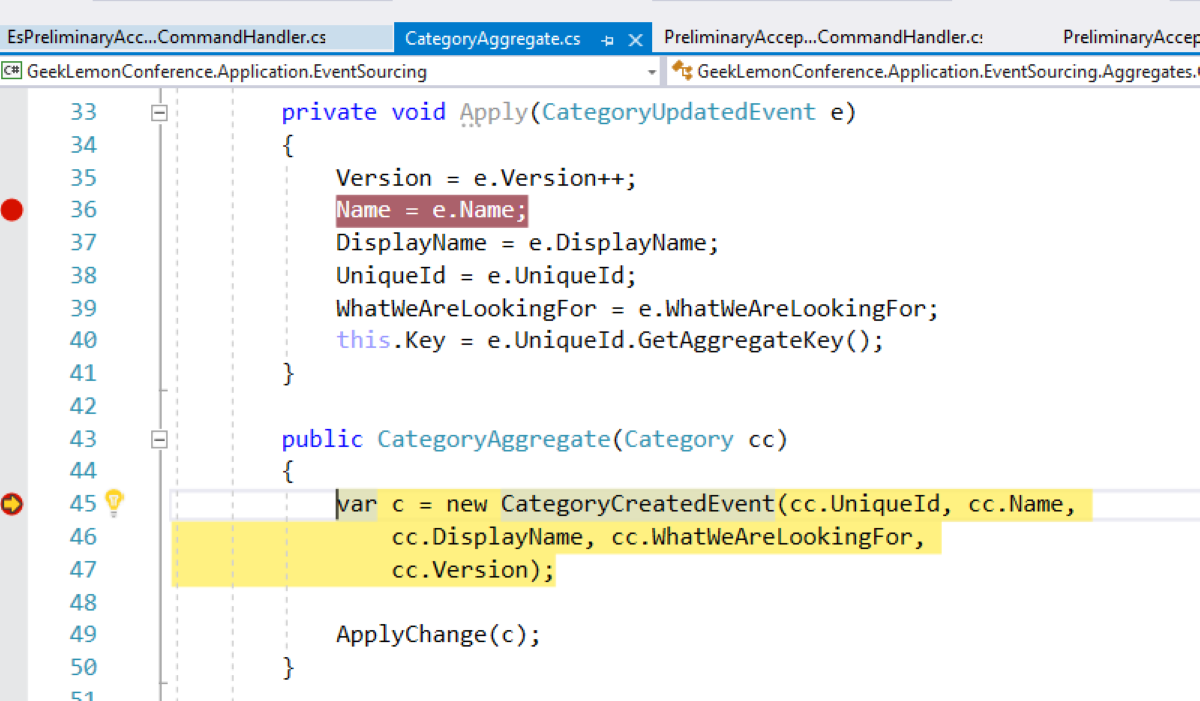 EsPreliminaryAcc...CommandHandler.cs CategoryAggregate.cs PreliminaryAccep...CommandHandler.c: PreliminaryAccep
C# GeekLemonConference.Application.EventSourcing GeekLemonConference.Application.EventSourcing.Aggregates.
33 private void Apply(CategoryUpdatedEvent e)
34 {
35 Version = e.Version++;
36 Name = e.Name;
37 DisplayName = e.DisplayName;
38 UniqueId = e.UniqueId;
39 WhatWeAreLookingFor = e.WhatWeAreLookingFor;
40 this.Key = e.UniqueId.GetAggregateKey();
41 }
42
43 public CategoryAggregate(Category cc)
44 {
45 var c = new CategoryCreatedEvent(cc.UniqueId, cc.Name,
46 cc.DisplayName, cc.WhatWeAreLookingFor,
47 cc.Version);
48
49 ApplyChange(c);
50 }
51